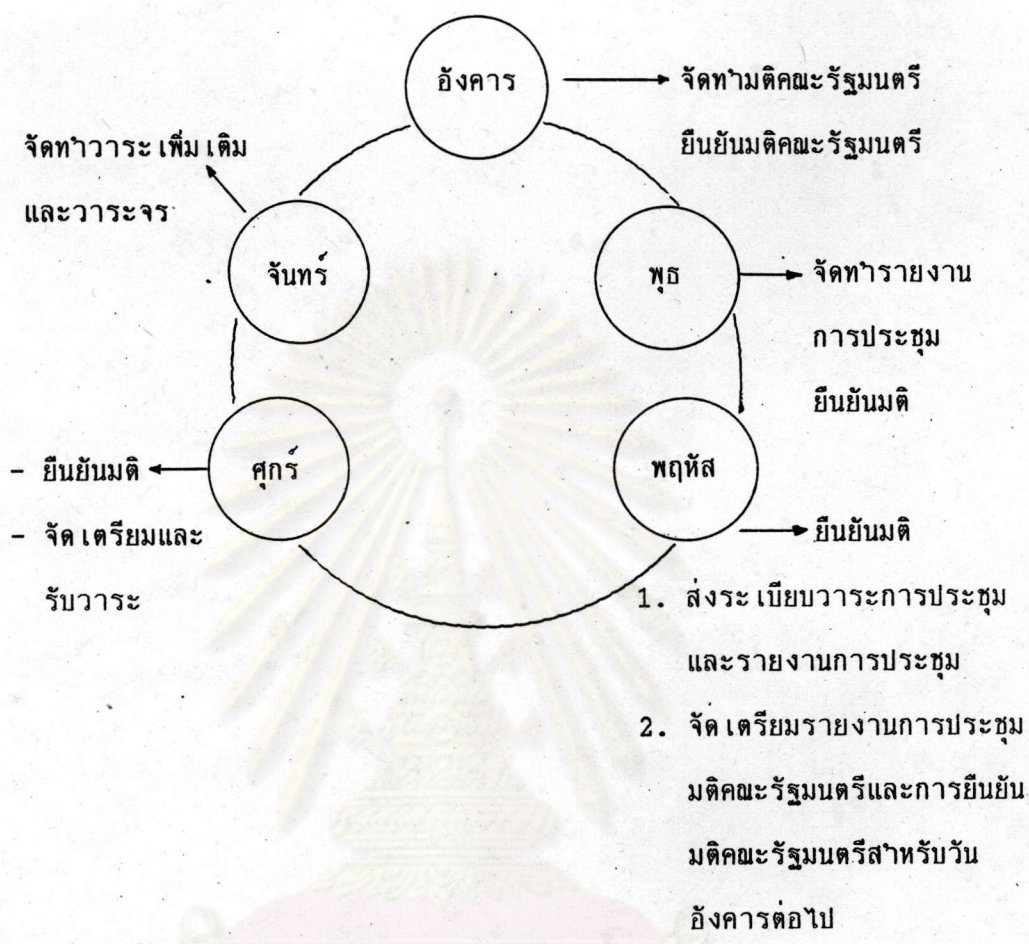 อังคาร
จัดทำมติคณะรัฐมนตรี
ยืนยันมติคณะรัฐมนตรี
จัดทำวาระเพิ่มเติม
และวาระจร
จันทร์
พุธ
จัดทำรายงาน
การประชุม
ยืนยันมติ
ศุกร์
- ยืนยันมติ
- จัดเตรียมและ
รับวาระ
พฤหัส
ยืนยันมติ
1. ส่งระเบียบวาระการประชุม
และรายงานการประชุม
2. จัดเตรียมรายงานการประชุม
มติคณะรัฐมนตรีและการยืนยัน
มติคณะรัฐมนตรีสำหรับวัน
อังคารต่อไป